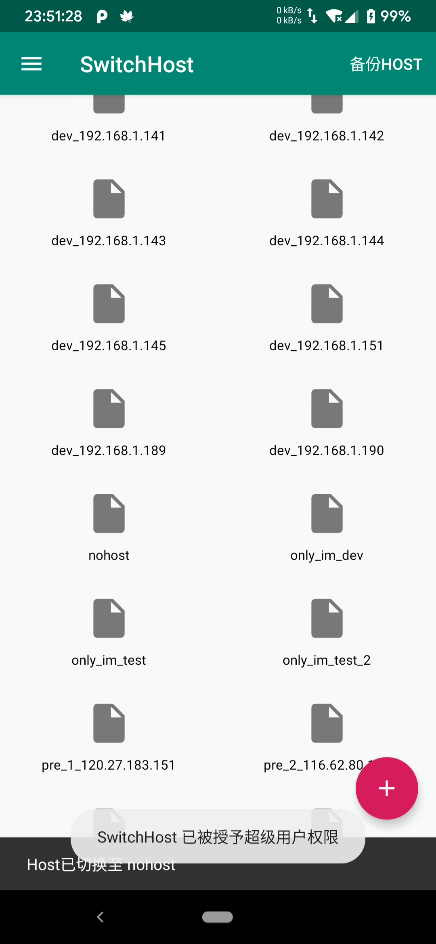 23:51:28
0 kB/s
0 kB/s
99%
SwitchHost
备份HOST
dev_192.168.1.141
dev_192.168.1.142
dev_192.168.1.143
dev_192.168.1.144
dev_192.168.1.145
dev_192.168.1.151
dev_192.168.1.189
dev_192.168.1.190
nohost
only_im_dev
only_im_test
only_im_test_2
pre_1_120.27.183.151
pre_2_116.62.80.
SwitchHost 已被授予超级用户权限
Host已切换至 nohost